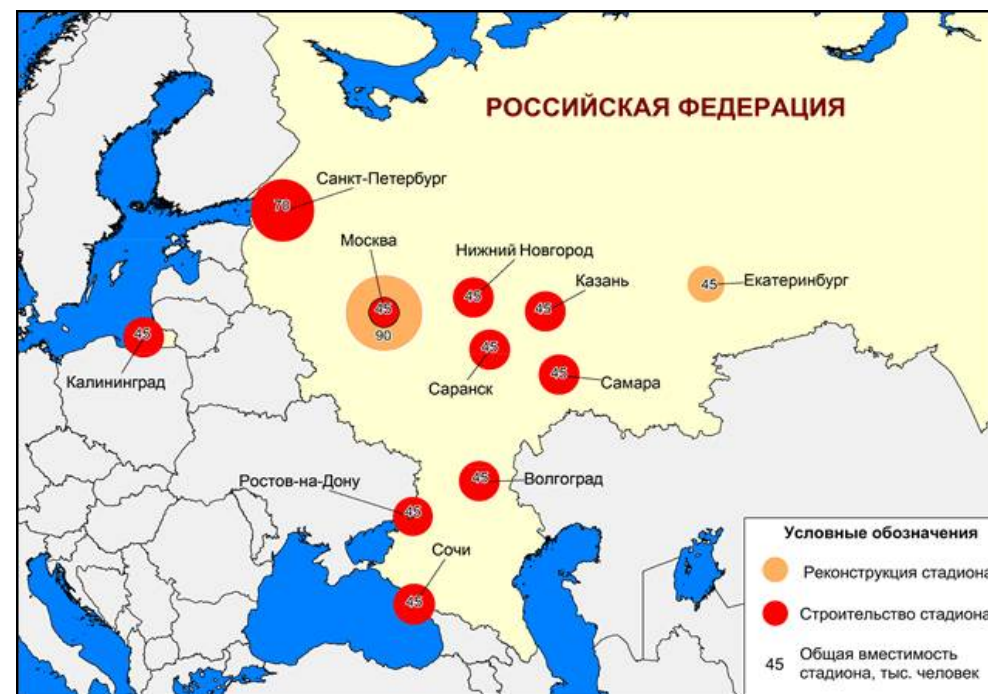 РОССИЙСКАЯ ФЕДЕРАЦИЯ
Санкт-Петербург
70
Москва
45
90
Нижний Новгород
45
Казань
45
Екатеринбург
45
Калининград
45
Саранск
45
Самара
45
Волгоград
45
Ростов-на-Дону
45
Сочи
45
Условные обозначения
Реконструкция стадиона
Строительство стадиона
45 Общая вместимость
стадиона, тыс. человек